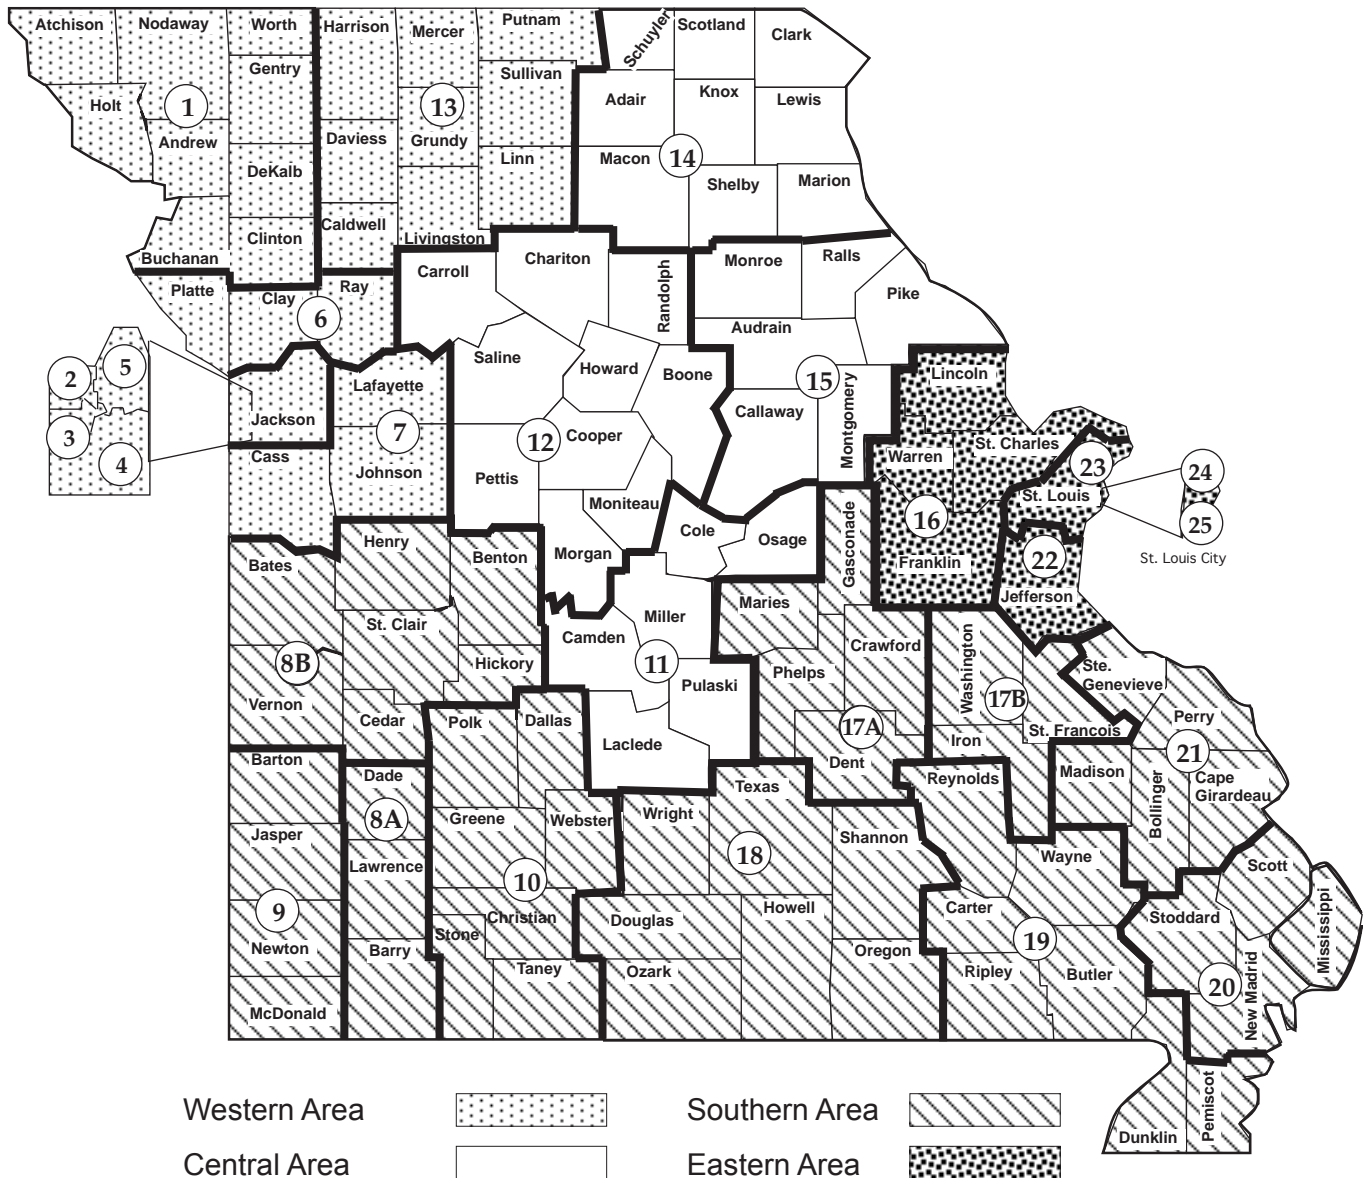 Atchison
Nodaway
Worth
Harrison
Mercer
Putnam
Schuyler
Scotland
Clark
Gentry
Sullivan
Holt
1
13
Adair
Knox
Lewis
Andrew
Daviess
Grundy
DeKalb
Linn
Macon
14
Shelby
Marion
Clinton
Caldwell
Livingston
Buchanan
Chariton
Carroll
Randolph
Monroe
Ralls
Platte
Clay
Ray
Pike
6
Audrain
2
5
Saline
Howard
Boone
15
Lincoln
Lafayette
Jackson
Callaway
Montgomery
3
4
7
12
Cooper
St. Charles
Cass
Johnson
Warren
23
24
Pettis
St. Louis
Moniteau
16
25
Cole
Osage
Gasconade
St. Louis City
Henry
Benton
Morgan
22
Bates
Franklin
Jefferson
Maries
Miller
St. Clair
Camden
Crawford
Washington
8B
Hickory
11
Phelps
Ste.
Genevieve
Pulaski
17B
Vernon
Cedar
Polk
Dallas
17A
St. Francois
Perry
Laclede
Iron
21
Barton
Dade
Dent
Reynolds
Madison
Bollinger
Cape
Girardeau
Texas
8A
Greene
Webster
Wright
Jasper
Shannon
18
Wayne
Lawrence
Scott
10
9
Christian
Douglas
Howell
Carter
Stoddard
Mississippi
Stone
19
Newton
Barry
Taney
Ozark
Oregon
Ripley
Butler
20
New Madrid
McDonald
Pemiscot
Dunklin
Western Area
Southern Area
Central Area
Eastern Area